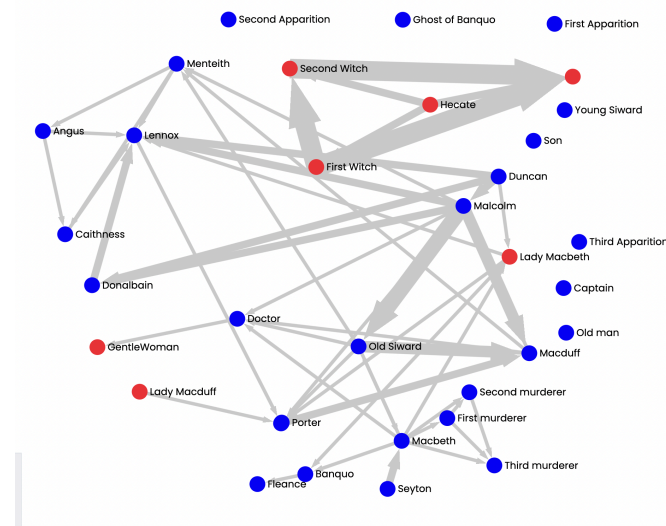 Second Apparition
Ghost of Banquo
First Apparition
Menteith
Second Witch
Hecate
Young Siward
Angus
Lennox
Son
First Witch
Duncan
Malcolm
Caithness
Third Apparition
Lady Macbeth
Donalbain
Captain
Doctor
Old man
GentleWoman
Old Siward
Macduff
Lady Macduff
Second murderer
First murderer
Porter
Macbeth
Third murderer
Banquo
Fleance
Seyton